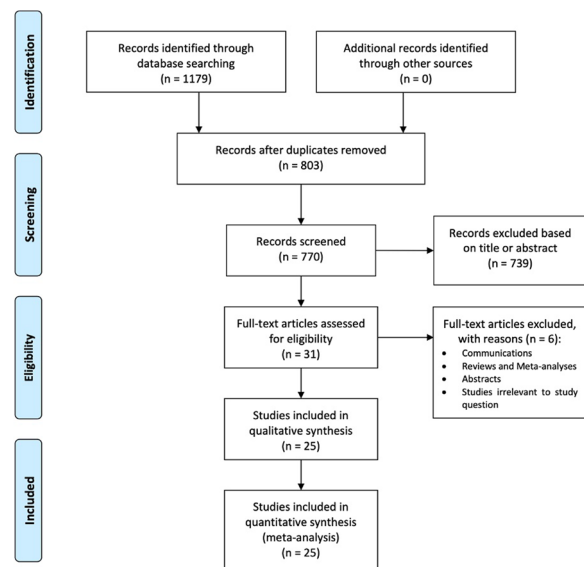 Identification
Records identified through
database searching
(n = 1179)
Additional records identified
through other sources
(n = 0)
Records after duplicates removed
(n = 803)
Screening
Records screened
(n = 770)
Records excluded based
on title or abstract
(n = 739)
Eligibility
Full-text articles assessed
for eligibility
(n = 31)
Full-text articles excluded,
with reasons (n = 6):
• Communications
• Reviews and Meta-analyses
• Abstracts
• Studies irrelevant to study
question
Studies included in
qualitative synthesis
(n = 25)
Included
Studies included in
quantitative synthesis
(meta-analysis)
(n = 25)